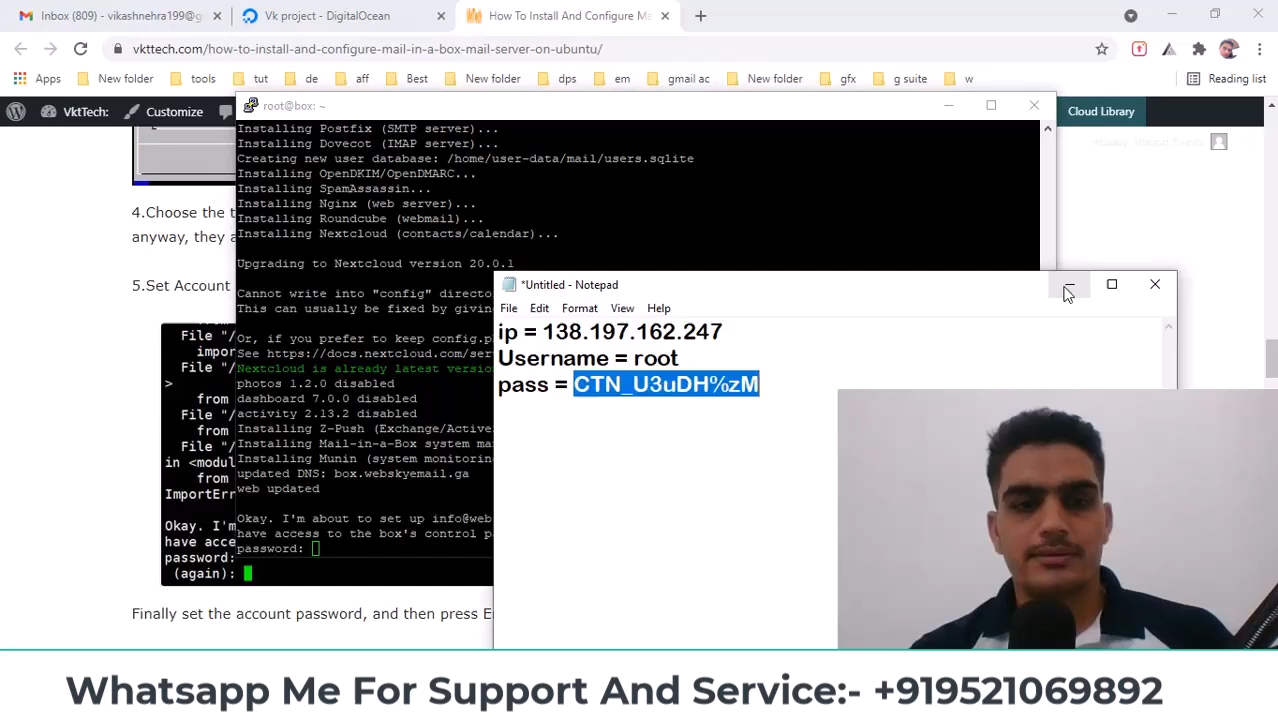 Inbox (809) - vikashnehra199@g
Vk project - DigitalOcean
How To Install And Configure Ma
vkttech.com/how-to-install-and-configure-mail-in-a-box-mail-server-on-ubuntu/
Apps New folder tools tut de aff Best New folder dps em gmail ac New folder gfx g suite w Reading list
VktTech: Customize
Cloud Library
root@box: ~
Installing Postfix (SMTP server)...
Installing Dovecot (IMAP server)...
Creating new user database: /home/user-data/mail/users.sqlite
Installing OpenDKIM/OpenDMARC...
Installing SpamAssassin...
Installing Nginx (web server)...
Installing Roundcube (webmail)...
Installing Nextcloud (contacts/calendar)...
Upgrading to Nextcloud version 20.0.1
Cannot write into "config" directo
This can usually be fixed by givin
Or, if you prefer to keep config.p
See https://docs.nextcloud.com/ser
Nextcloud is already latest versio
photos 1.2.0 disabled
dashboard 7.0.0 disabled
activity 2.13.2 disabled
Installing Z-Push (Exchange/Active
Installing Mail-in-a-Box system ma
Installing Munin (system monitorin
updated DNS: box.webskyemail.ga
web updated
Okay. I'm about to set up info@web
have access to the box's control p
password:
4.Choose the t
anyway, they a
5.Set Account
File "/
impor
File "/
>
from
File "/
from
File "/
in <modul
from
ImportErr
Okay. I'm
have acce
password:
(again):
Finally set the account password, and then press E
*Untitled - Notepad
File Edit Format View Help
ip = 138.197.162.247
Username = root
pass = CTN_U3uDH%zM
Whatsapp Me For Support And Service:- +919521069892